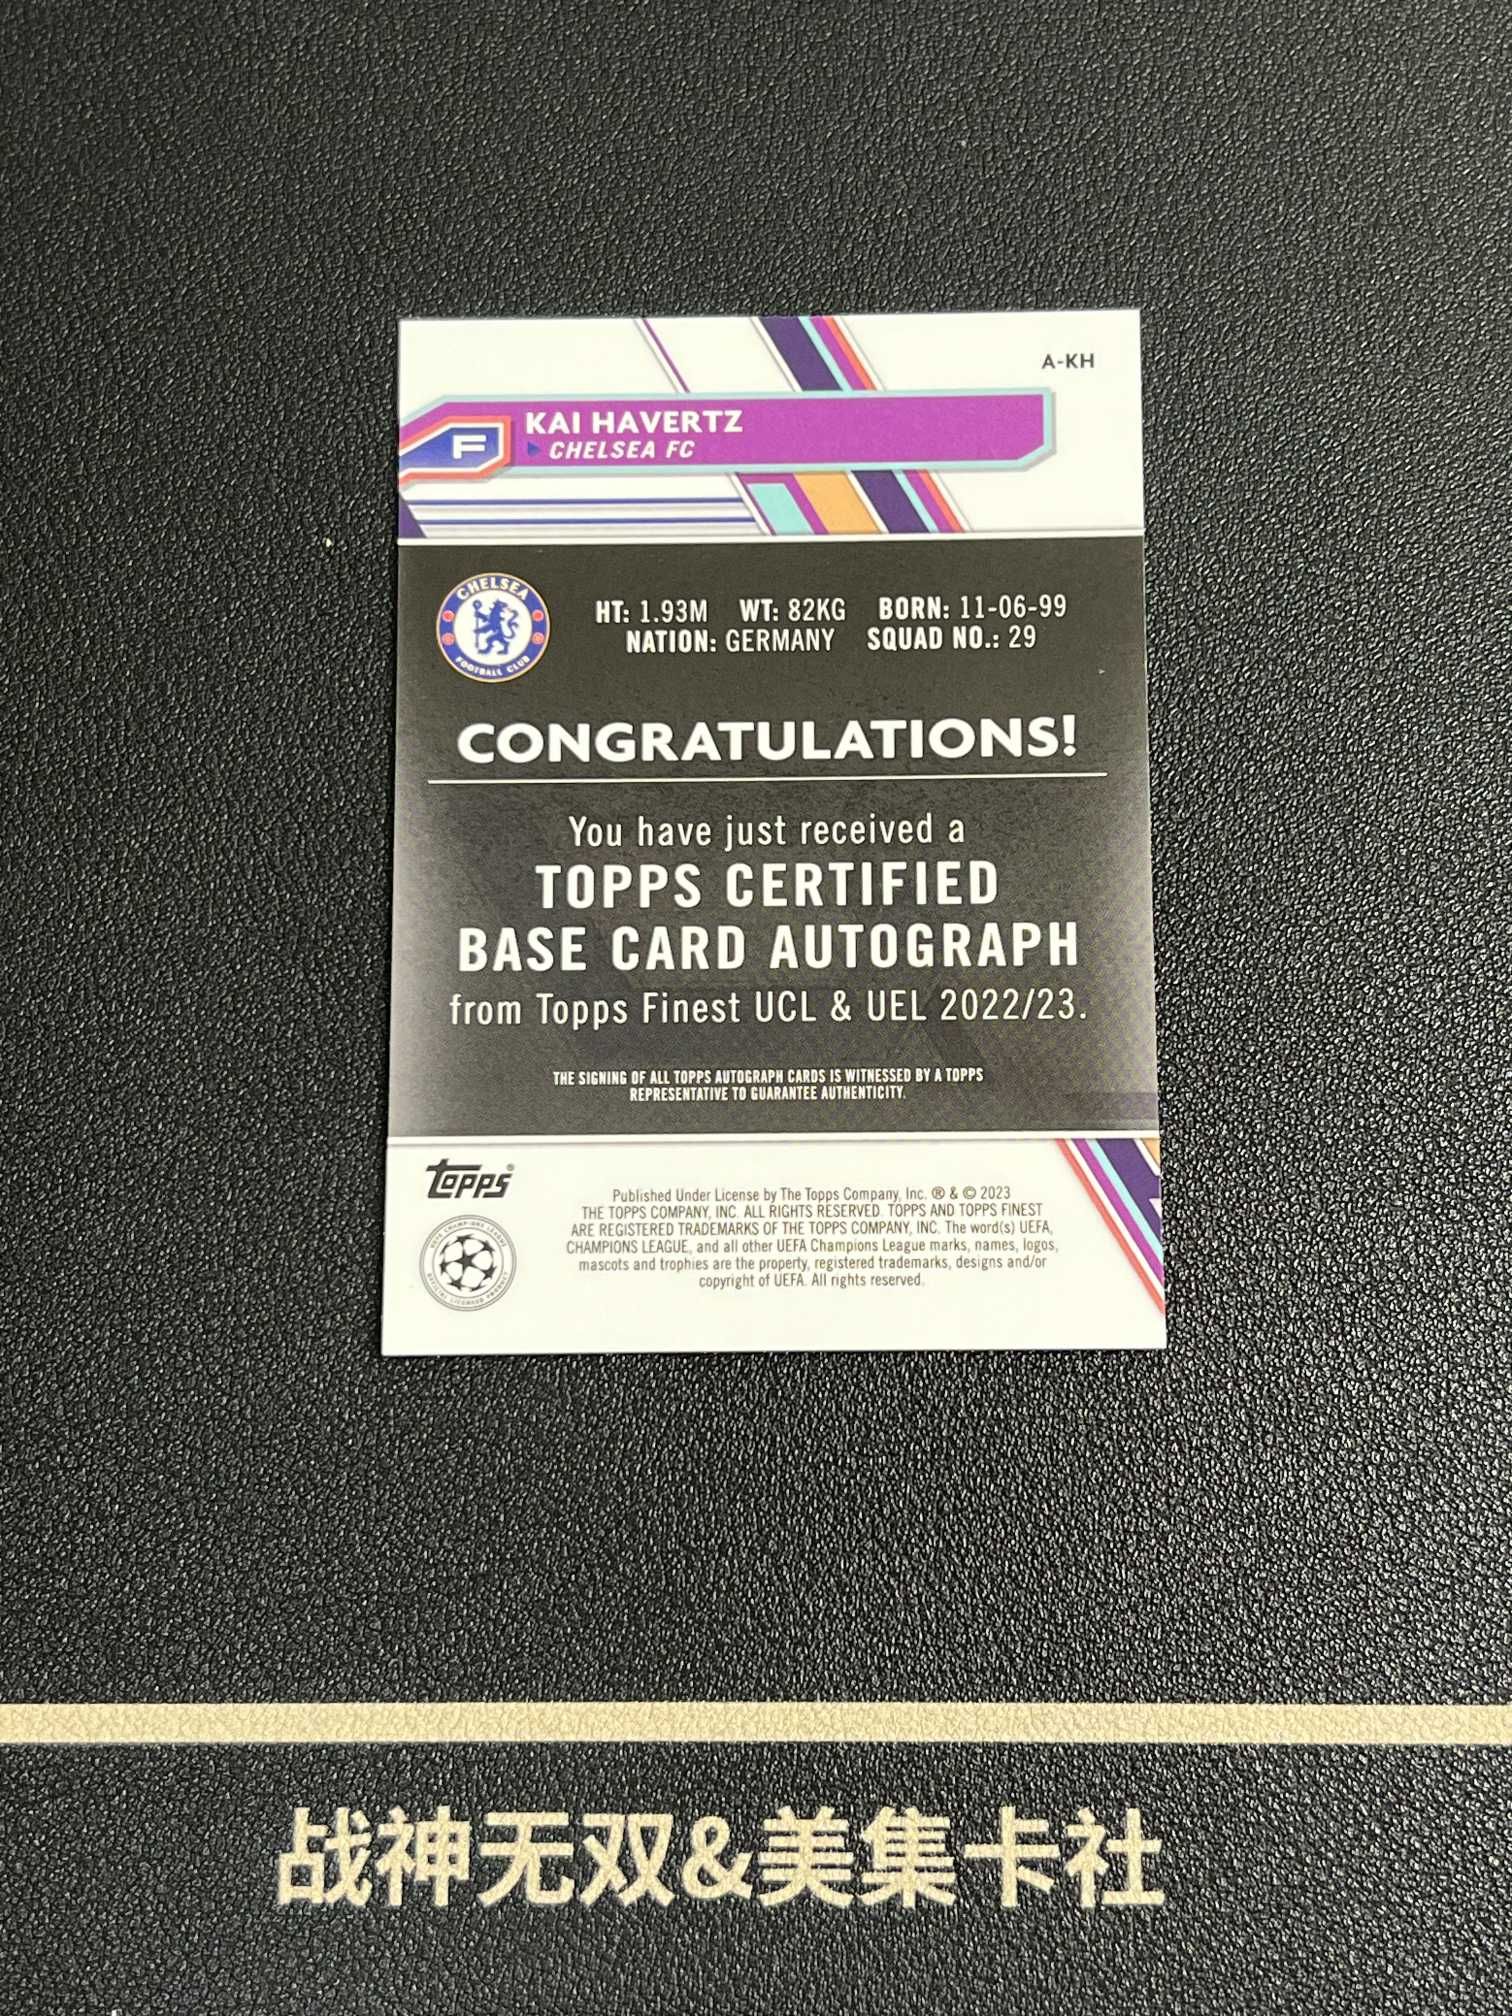 A-KH
F
KAI HAVERTZ
CHELSEA FC
CHELSEA
FOOTBALL CLUB
HT: 1.93M WT: 82KG BORN: 11-06-99
NATION: GERMANY SQUAD NO.: 29
CONGRATULATIONS!
You have just received a
TOPPS CERTIFIED
BASE CARD AUTOGRAPH
from Topps Finest UCL & UEL 2022/23.
THE SIGNING OF ALL TOPPS AUTOGRAPH CARDS IS WITNESSED BY A TOPPS
REPRESENTATIVE TO GUARANTEE AUTHENTICITY.
Topps®
UEFA CHAMPIONS LEAGUE
OFFICIAL LICENSED PRODUCT
Published Under License by The Topps Company, Inc. ® & © 2023
THE TOPPS COMPANY, INC. ALL RIGHTS RESERVED. TOPPS AND TOPPS FINEST
ARE REGISTERED TRADEMARKS OF THE TOPPS COMPANY, INC. The word(s) UEFA,
CHAMPIONS LEAGUE, and all other UEFA Champions League marks, names, logos,
mascots and trophies are the property, registered trademarks, designs and/or
copyright of UEFA. All rights reserved.
战神无双&美集卡社